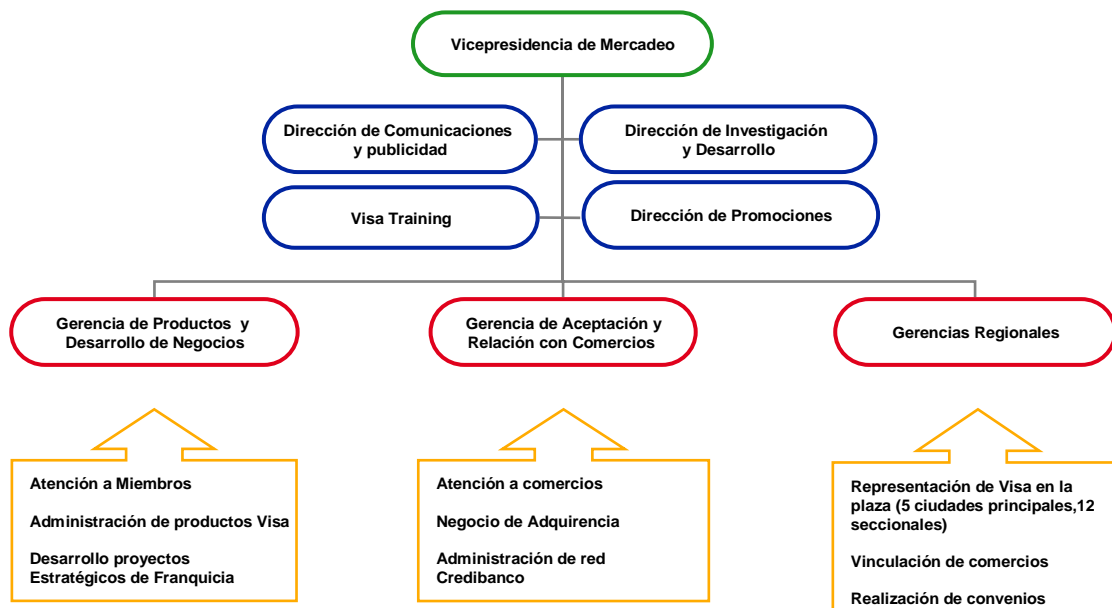 Vicepresidencia de Mercadeo
Dirección de Comunicaciones
y publicidad
Dirección de Investigación
y Desarrollo
Visa Training
Dirección de Promociones
Gerencia de Productos y
Desarrollo de Negocios
Gerencia de Aceptación y
Relación con Comercios
Gerencias Regionales
Atención a Miembros
Administración de productos Visa
Desarrollo proyectos
Estratégicos de Franquicia
Atención a comercios
Negocio de Adquirencia
Administración de red
Credibanco
Representación de Visa en la
plaza (5 ciudades principales,12
seccionales)
Vinculación de comercios
Realización de convenios